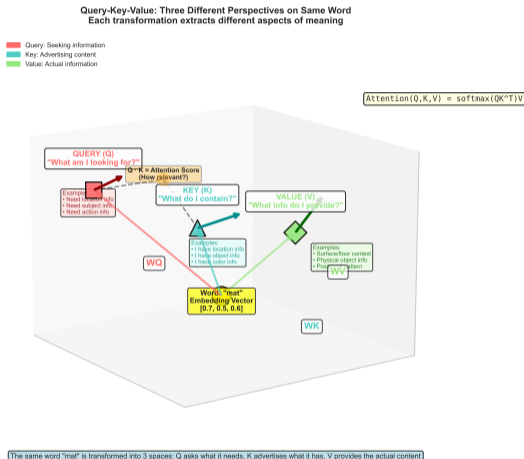 Query-Key-Value: Three Different Perspectives on Same Word
Each transformation extracts different aspects of meaning
Query: Seeking information
Key: Advertising content
Value: Actual information
Attention(Q,K,V) = softmax(QK^T)V
QUERY (Q)
"What am I looking for?"
Q · K = Attention Score
(How relevant?)
• Need location info
• Need subject info
• Need action info
KEY (K)
"What do I contain?"
Examples:
• I have location info
• I have object info
• I have color info
VALUE (V)
"What info do I provide?"
Examples:
• Surface/floor context
• Physical object info
WQ
WV
WK
Word: "mat"
Embedding Vector
[0.7, 0.5, 0.6]
The same word "mat" is transformed into 3 spaces: Q asks what it needs, K advertises what it has, V provides the actual content